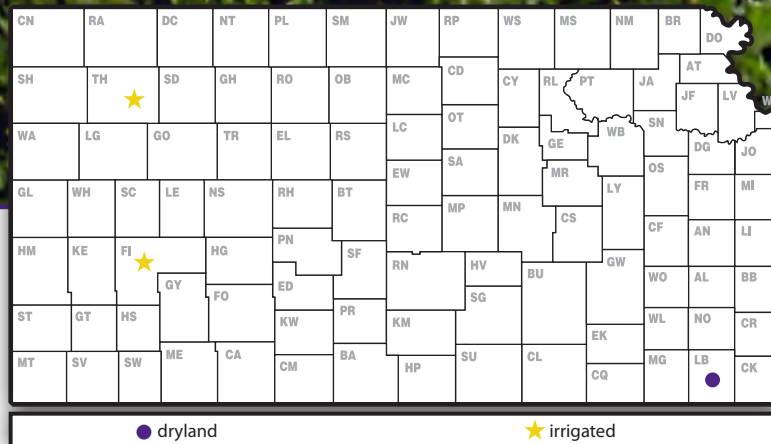 CN RA DC NT PL SM JW RP WS MS NM BR DO
SH TH SD GH RO OB MC CD CY RL PT JA AT JF LV W
WA LG GO TR EL RS LC OT DK GE WB SN DG JO
GL WH SC LE NS RH BT EW SA MR LY OS FR MI
RC MP MN CS
HM KE FI HG PN SF RN HV BU GW CF AN LI
GY FO ED SG WO AL BB
ST GT HS KW PR KM EK WL NO CR
MT SV SW ME CA CM BA HP SU CL CQ MG LB CK
dryland irrigated